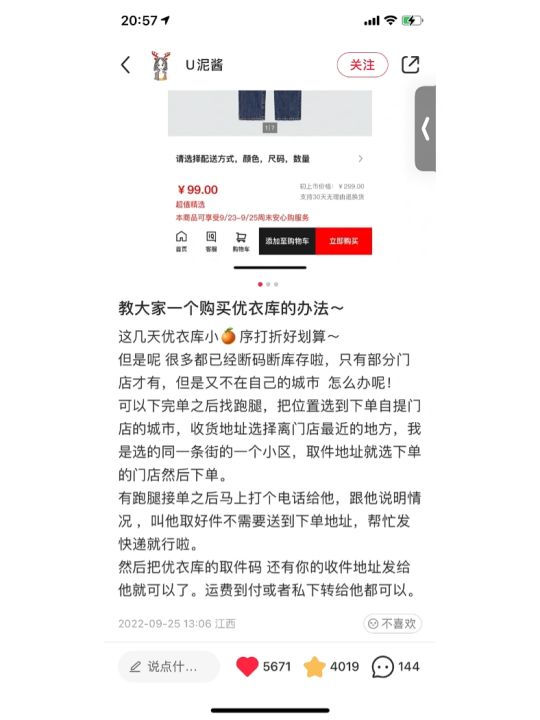 20:57
U泥酱
关注
1|7
请选择配送方式，颜色，尺码，数量
￥99.00
初上市价格：￥299.00
超值精选
支持30天无理由退换货
本商品可享受9/23-9/25周末安心购服务
首页
客服
购物车
添加至购物车
立即购买
教大家一个购买优衣库的办法～
这几天优衣库小🍊序打折好划算～
但是呢 很多都已经断码断库存啦，只有部分门
店才有，但是又不在自己的城市 怎么办呢！
可以下完单之后找跑腿，把位置选到下单自提门
店的城市，收货地址选择离门店最近的地方，我
是选的同一条街的一个小区，取件地址就选下单
的门店然后下单。
有跑腿接单之后马上打个电话给他，跟他说明情
况 ，叫他取好件不需要送到下单地址，帮忙发
快递就行啦。
然后把优衣库的取件码 还有你的收件地址发给
他就可以了。运费到付或者私下转给他都可以。
2022-09-25 13:06 江西
不喜欢
说点什...
5671
4019
144